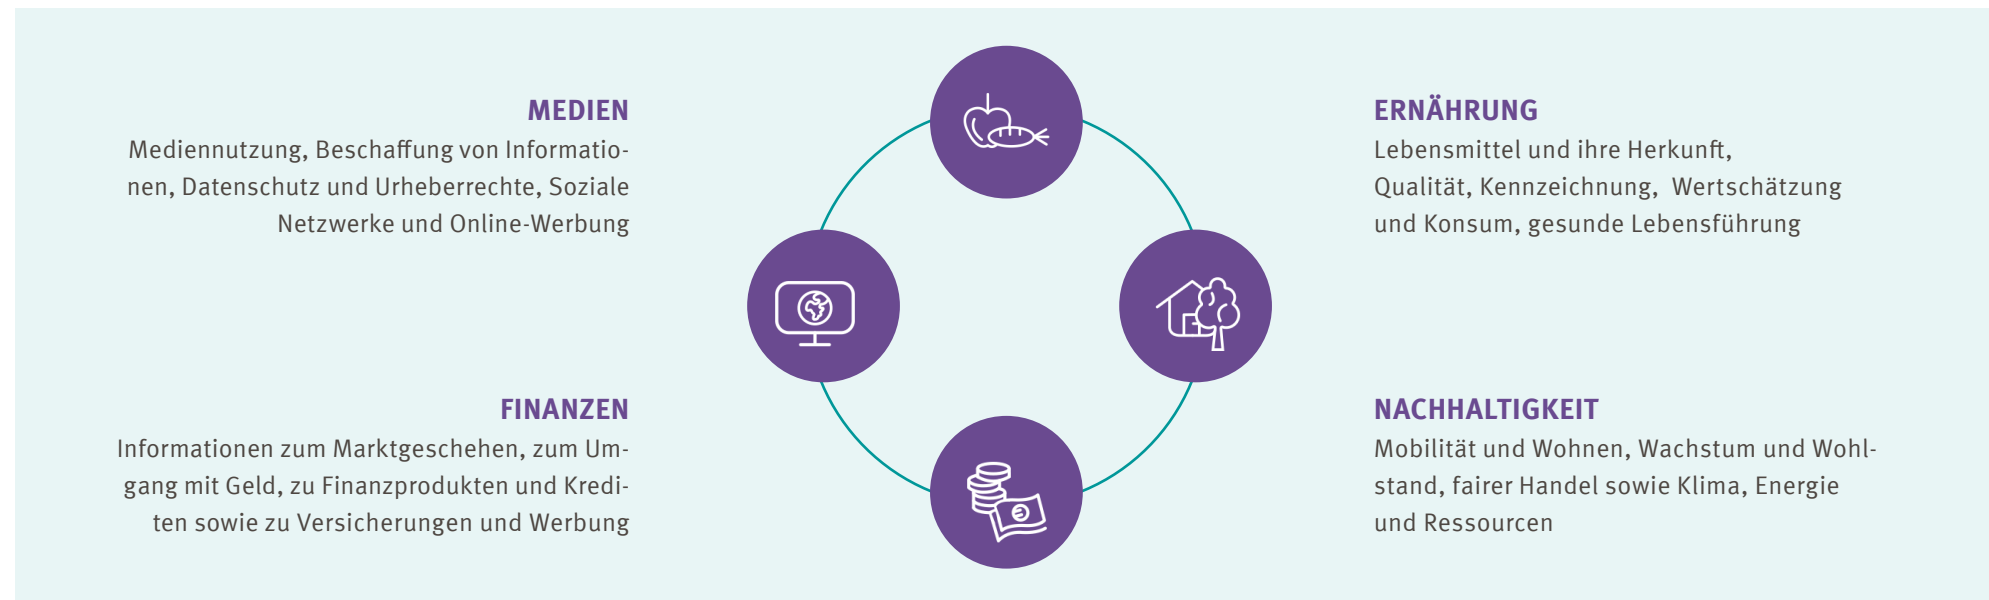 MEDIEN
Mediennutzung, Beschaffung von Informatio-
nen, Datenschutz und Urheberrechte, Soziale
Netzwerke und Online-Werbung
ERNÄHRUNG
Lebensmittel und ihre Herkunft,
Qualität, Kennzeichnung,  Wertschätzung
und Konsum, gesunde Lebensführung
FINANZEN
Informationen zum Marktgeschehen, zum Um-
gang mit Geld, zu Finanzprodukten und Kredi-
ten sowie zu Versicherungen und Werbung
NACHHALTIGKEIT
Mobilität und Wohnen, Wachstum und Wohl-
stand, fairer Handel sowie Klima, Energie
und Ressourcen